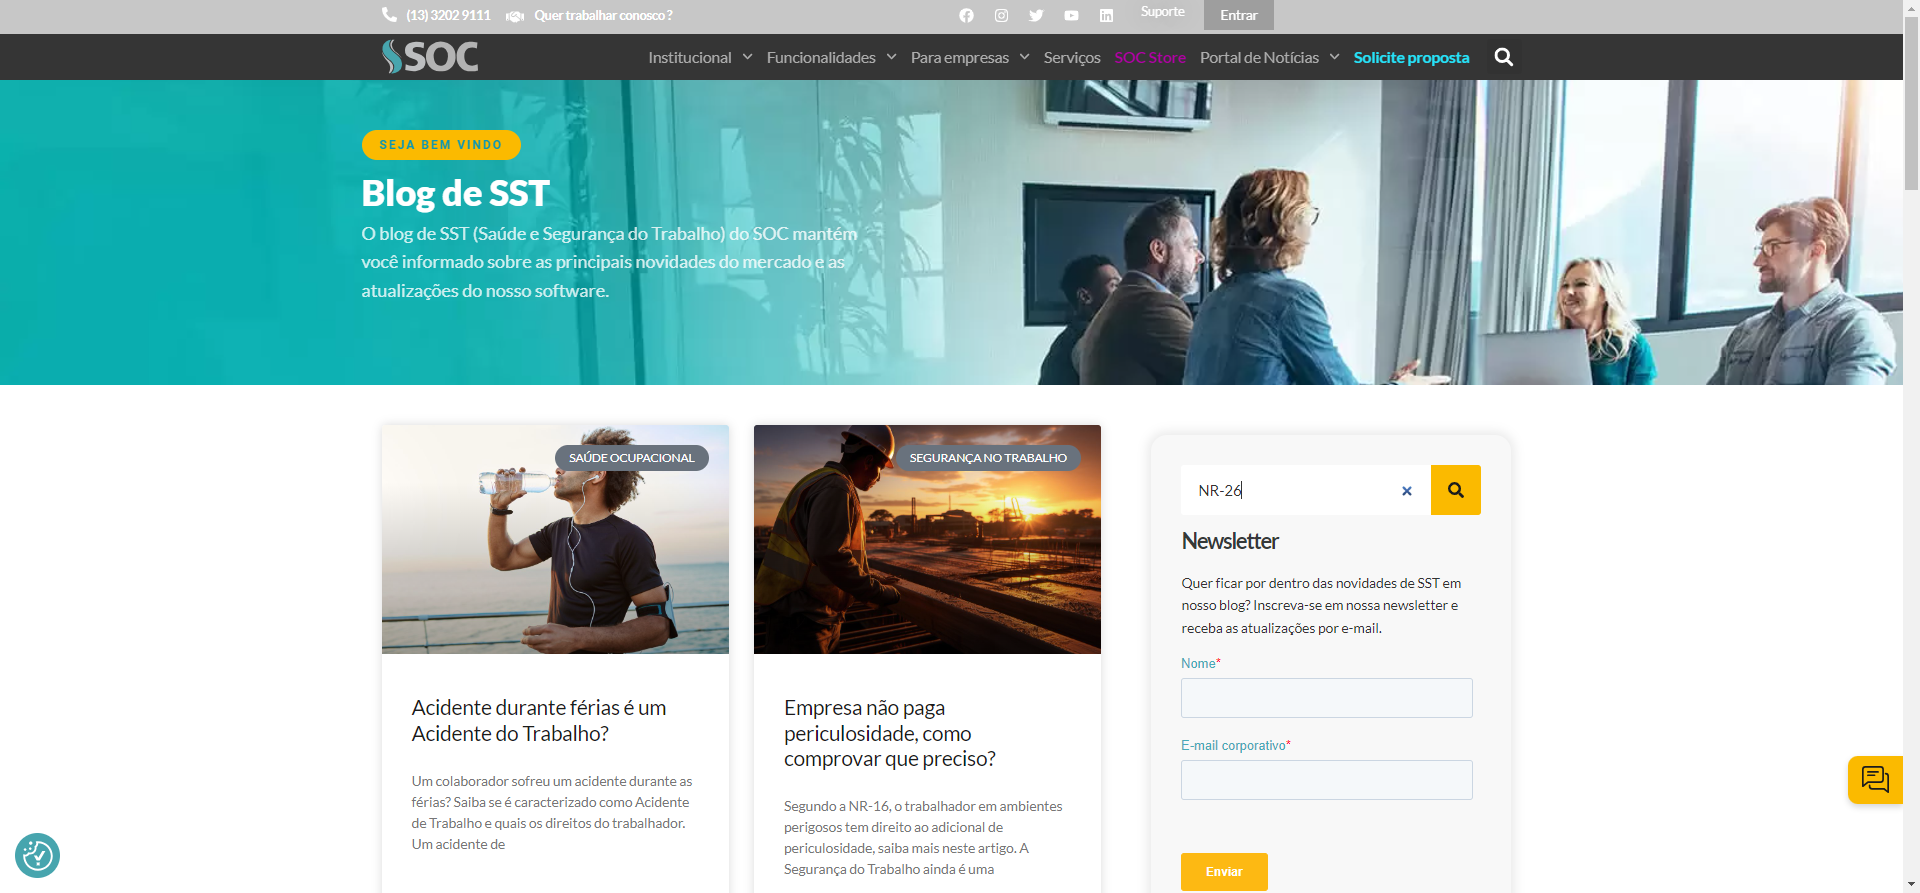 (13) 3202 9111 Quer trabalhar conosco ? Suporte Entrar
SOC Institucional Funcionalidades Para empresas Serviços SOC Store Portal de Notícias Solicite proposta
SEJA BEM VINDO
Blog de SST
O blog de SST (Saúde e Segurança do Trabalho) do SOC mantém
você informado sobre as principais novidades do mercado e as
atualizações do nosso software.
SAÚDE OCUPACIONAL
Acidente durante férias é um
Acidente do Trabalho?
Um colaborador sofreu um acidente durante as
férias? Saiba se é caracterizado como Acidente
de Trabalho e quais os direitos do trabalhador.
Um acidente de
SEGURANÇA NO TRABALHO
Empresa não paga
periculosidade, como
comprovar que preciso?
Segundo a NR-16, o trabalhador em ambientes
perigosos tem direito ao adicional de
periculosidade, saiba mais neste artigo. A
Segurança do Trabalho ainda é uma
NR-26
Newsletter
Quer ficar por dentro das novidades de SST em
nosso blog? Inscreva-se em nossa newsletter e
receba as atualizações por e-mail.
Nome*
E-mail corporativo*
Enviar